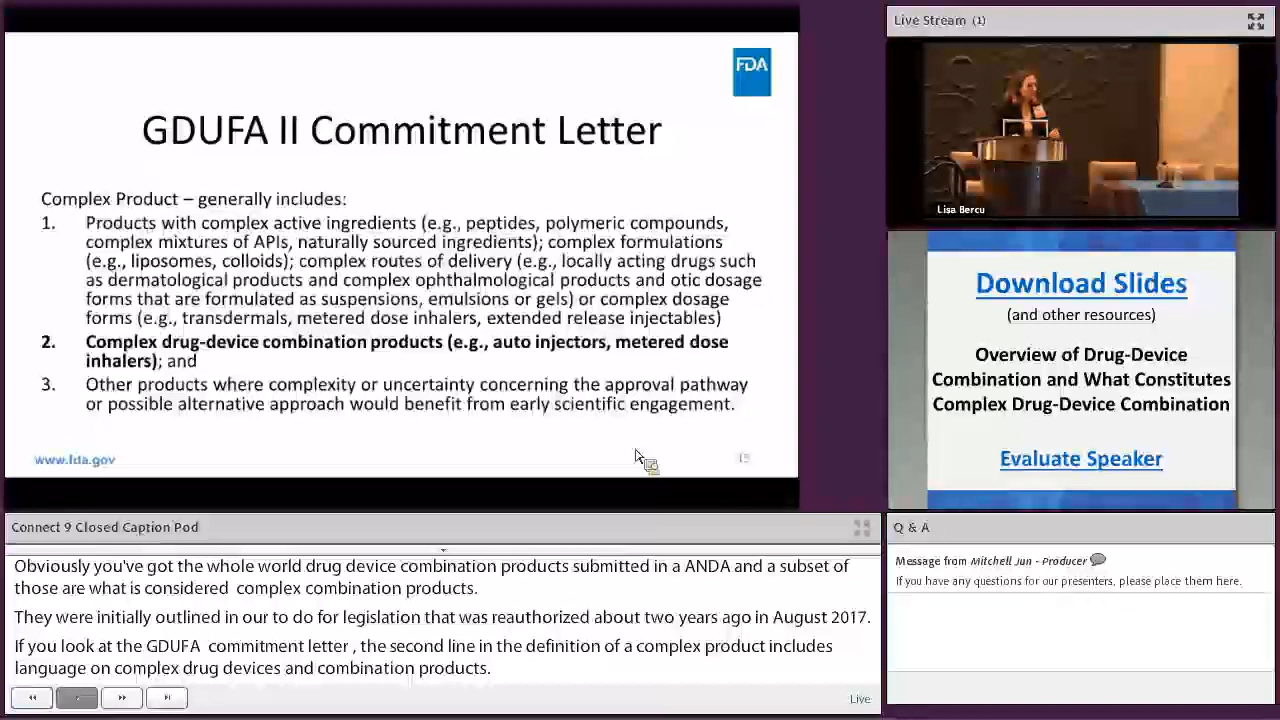 FDA
GDUFA II Commitment Letter
Complex Product – generally includes:
1. Products with complex active ingredients (e.g., peptides, polymeric compounds,
complex mixtures of APIs, naturally sourced ingredients); complex formulations
(e.g., liposomes, colloids); complex routes of delivery (e.g., locally acting drugs such
as dermatological products and complex ophthalmological products and otic dosage
forms that are formulated as suspensions, emulsions or gels) or complex dosage
forms (e.g., transdermals, metered dose inhalers, extended release injectables)
2. Complex drug-device combination products (e.g., auto injectors, metered dose
inhalers); and
3. Other products where complexity or uncertainty concerning the approval pathway
or possible alternative approach would benefit from early scientific engagement.
www.fda.gov
Live Stream (1)
Lisa Bercu
Download Slides
(and other resources)
Overview of Drug-Device
Combination and What Constitutes
Complex Drug-Device Combination
Evaluate Speaker
Connect 9 Closed Caption Pod
Obviously you've got the whole world drug device combination products submitted in a ANDA and a subset of
those are what is considered complex combination products.
They were initially outlined in our to do for legislation that was reauthorized about two years ago in August 2017.
If you look at the GDUFA commitment letter , the second line in the definition of a complex product includes
language on complex drug devices and combination products.
Live
Q & A
Message from Mitchell Jun - Producer
If you have any questions for our presenters, please place them here.